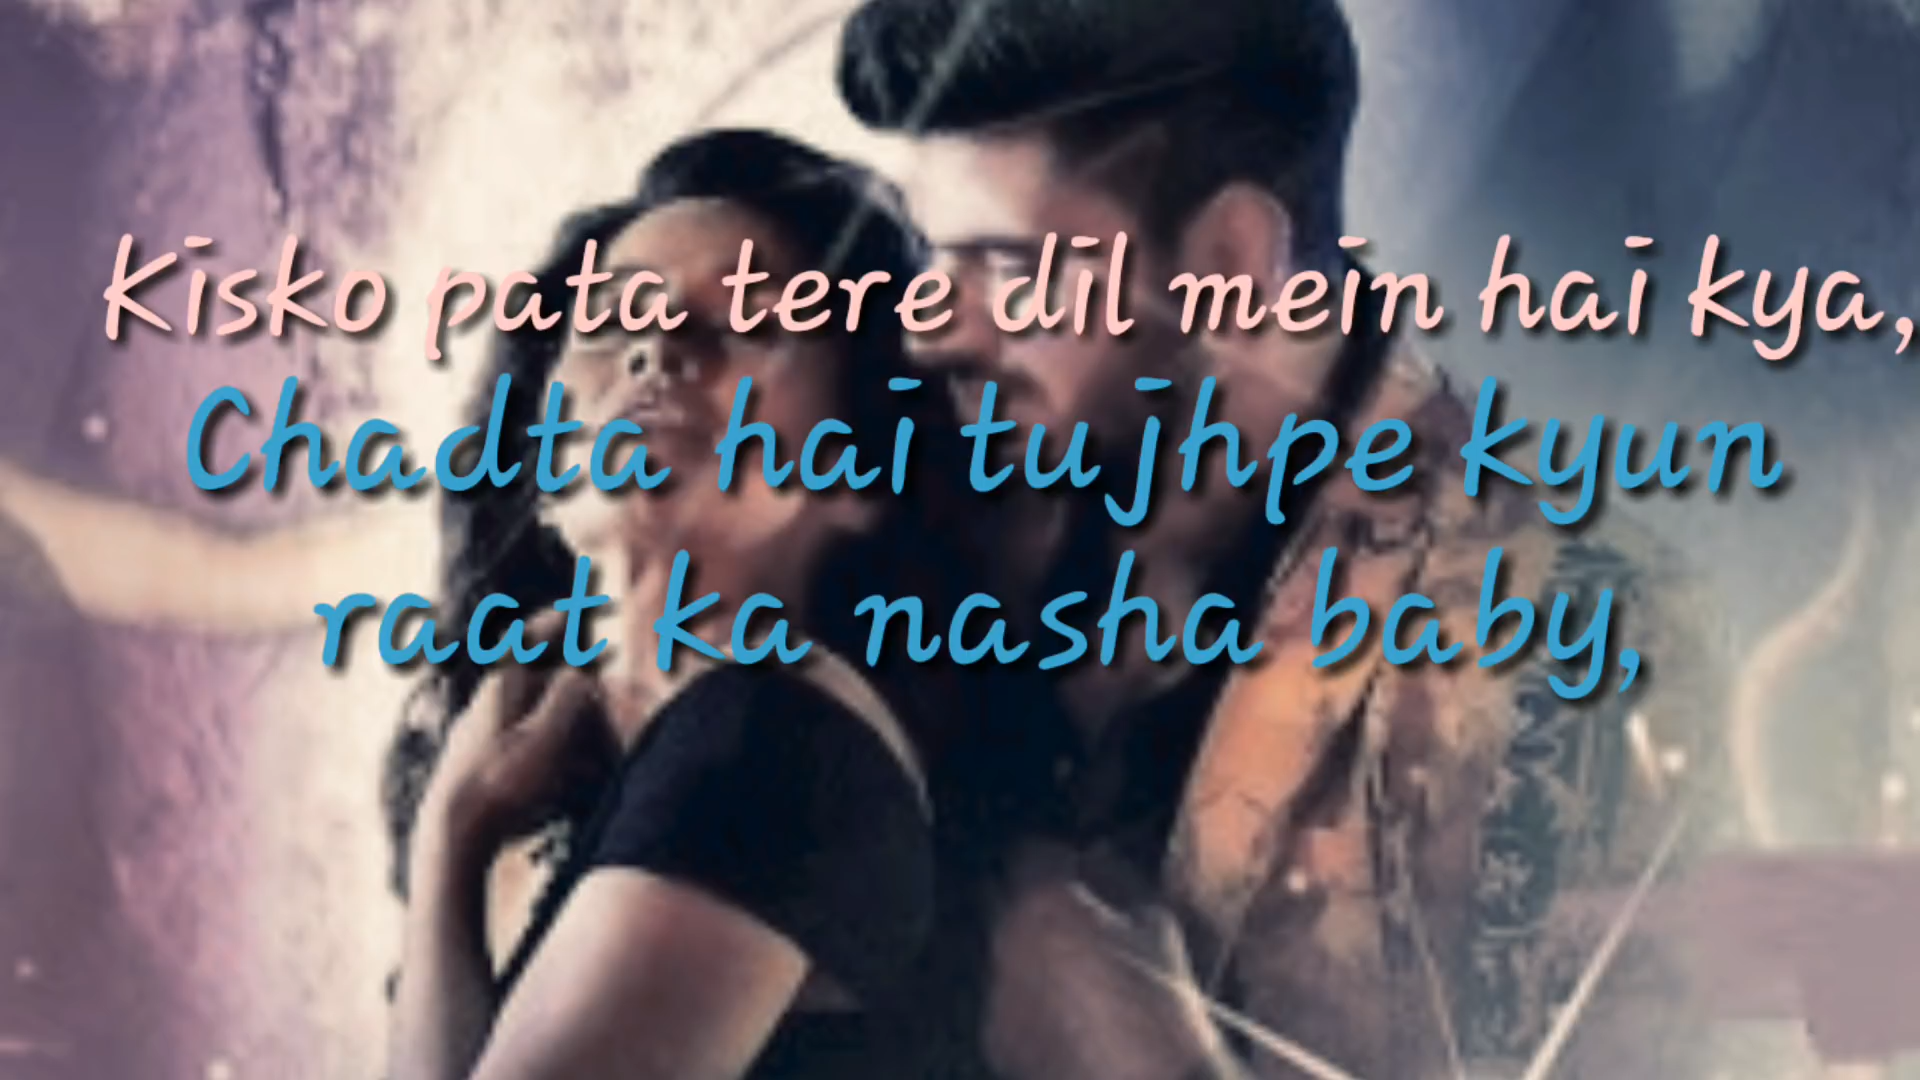 Kisko pata tere dil mein hai kya,
Chadta hai tujhpe kyun
raat ka nasha baby,